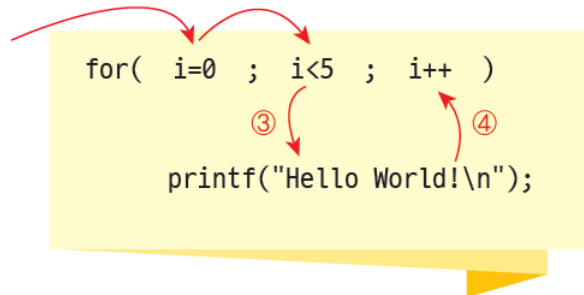 for( i=0 ; i<5 ; i++ )
③ ④
printf("Hello World!\n");